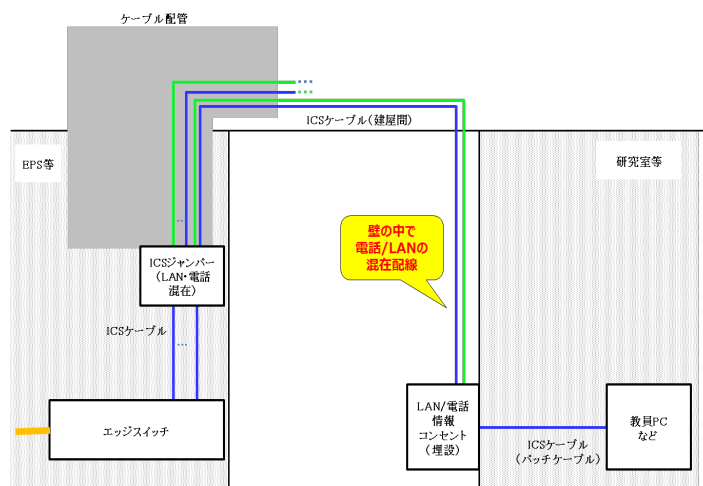 ケーブル配管
ICSケーブル（建屋間）
EPS等
研究室等
壁の中で
電話/LANの
混在配線
ICSジャンパー
（LAN・電話
混在）
ICSケーブル
エッジスイッチ
LAN/電話
情報
コンセント
（埋設）
ICSケーブル
（パッチケーブル）
教員PC
など